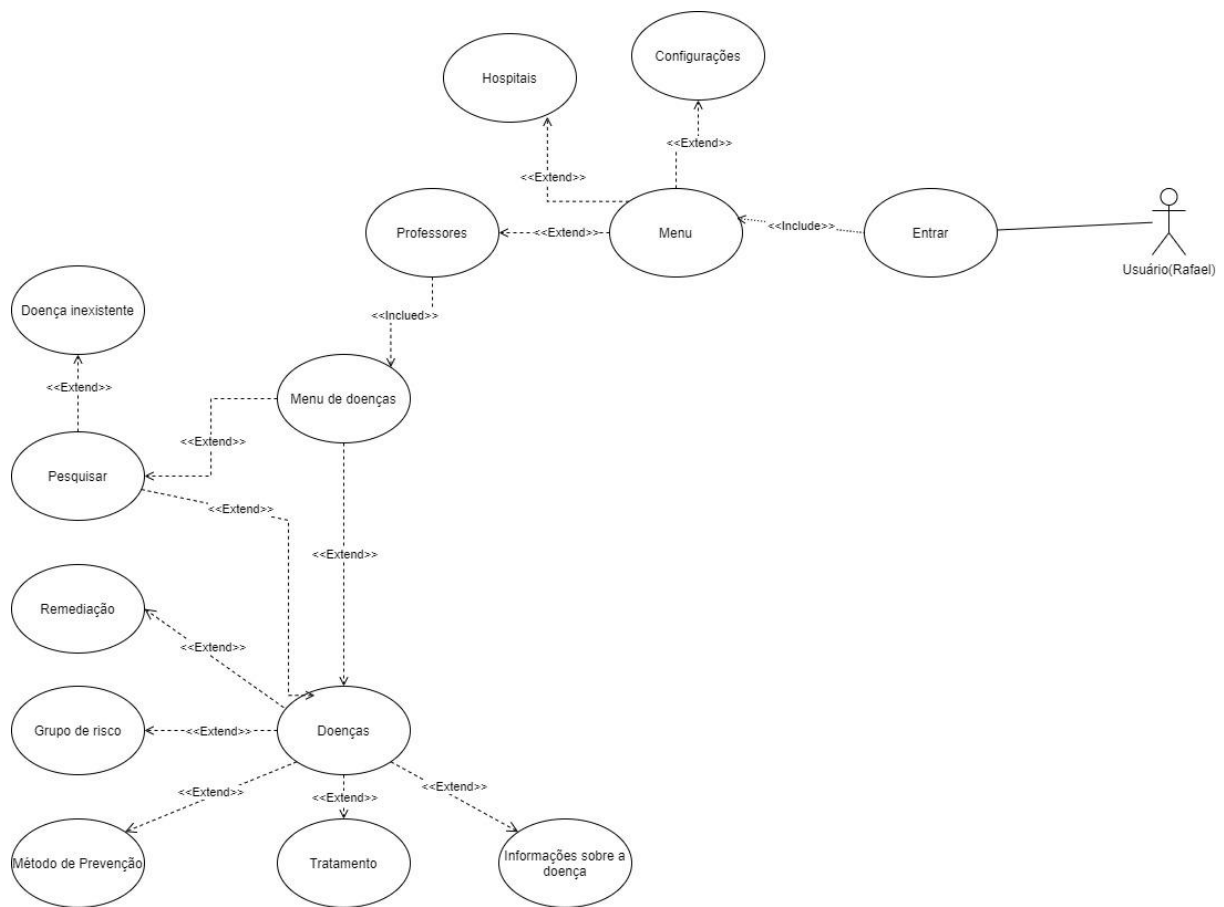 Configurações
Hospitais
<<Extend>>
<<Extend>>
Professores
<<Extend>>
Menu
<<Include>>
Entrar
Usuário(Rafael)
Doença inexistente
<<Inclued>>
<<Extend>>
Menu de doenças
<<Extend>>
Pesquisar
<<Extend>>
<<Extend>>
Remediação
<<Extend>>
Grupo de risco
<<Extend>>
Doenças
<<Extend>>
<<Extend>>
<<Extend>>
Método de Prevenção
Tratamento
Informações sobre a
doença